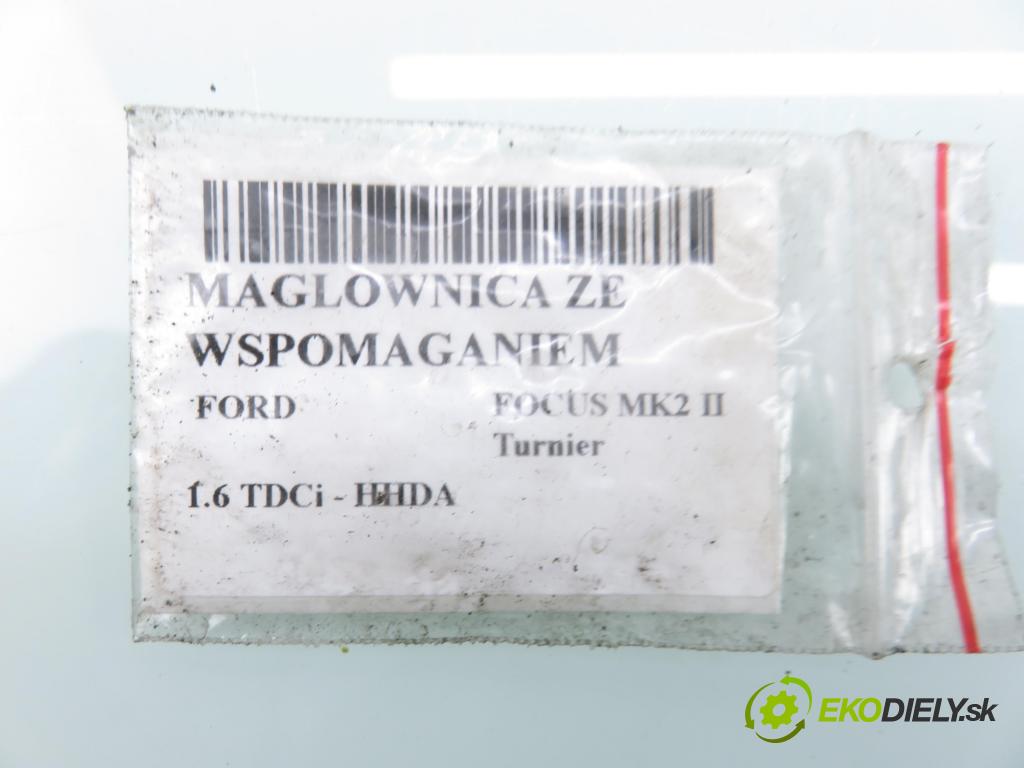 MAGLOWNICA ZE
WSPOMAGANIEM
FORD FOCUS MK2 II
Turnier
1.6 TDCi - HHDA
EKODIELY.sk